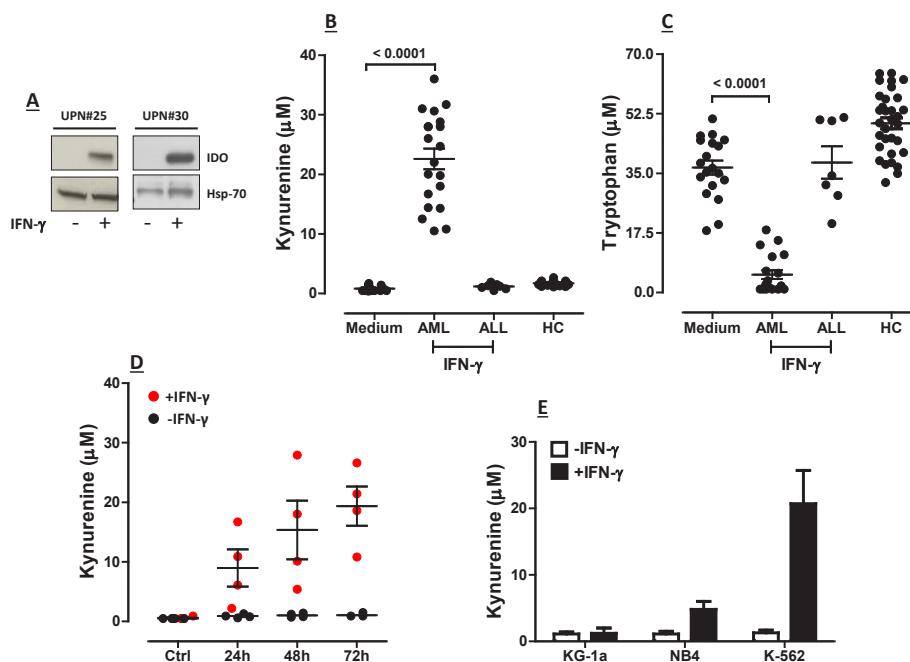 A
UPN#25 UPN#30
IDO
Hsp-70
IFN-γ - + - +
B
< 0.0001
Kynurenine (μM)
40
30
20
10
0
Medium AML ALL HC
IFN-γ
C
< 0.0001
Tryptophan (μM)
70.0
52.5
35.0
17.5
0.0
Medium AML ALL HC
IFN-γ
D
+IFN-γ
-IFN-γ
Kynurenine (μM)
40
30
20
10
0
Ctrl 24h 48h 72h
E
-IFN-γ
+IFN-γ
Kynurenine (μM)
30
20
10
0
KG-1a NB4 K-562